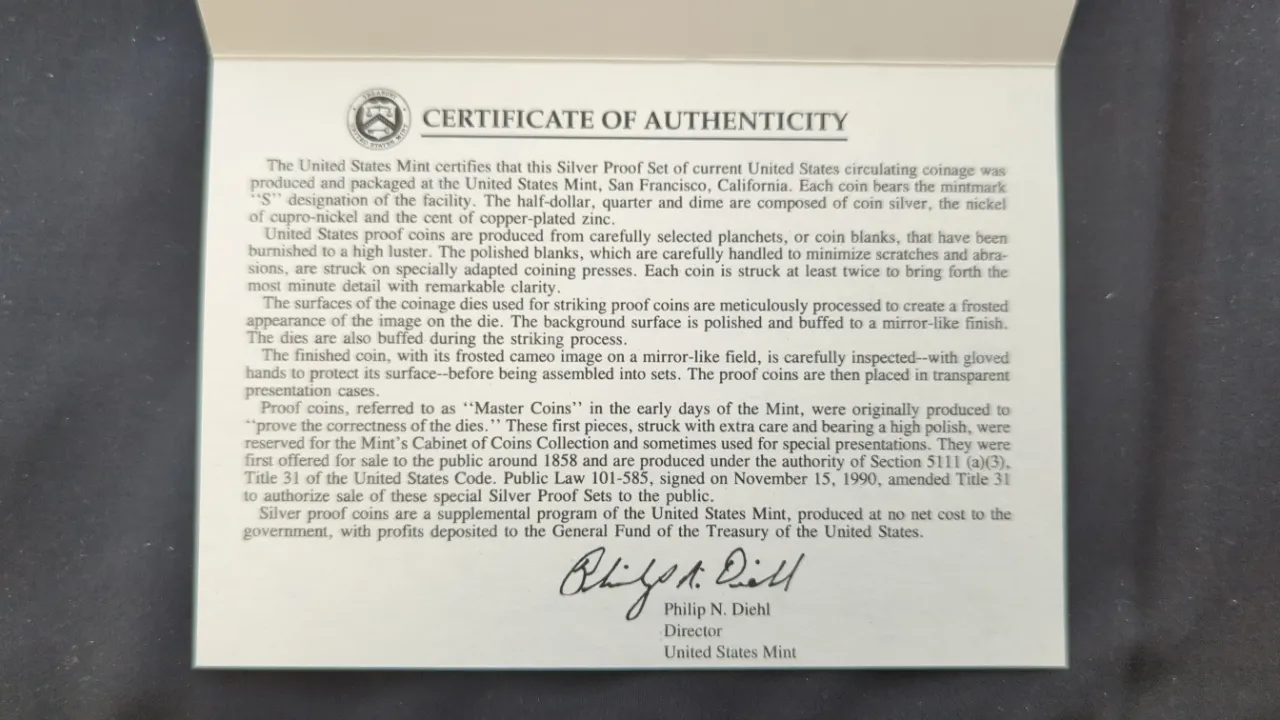 CERTIFICATE OF AUTHENTICITY
The United States Mint certifies that this Silver Proof Set of current United States circulating coinage was
produced and packaged at the United States Mint, San Francisco, California. Each coin bears the mintmark
‘‘S’’ designation of the facility. The half-dollar, quarter and dime are composed of coin silver, the nickel
of cupro-nickel and the cent of copper-plated zinc.
United States proof coins are produced from carefully selected planchets, or coin blanks, that have been
burnished to a high luster. The polished blanks, which are carefully handled to minimize scratches and abra-
sions, are struck on specially adapted coining presses. Each coin is struck at least twice to bring forth the
most minute detail with remarkable clarity.
The surfaces of the coinage dies used for striking proof coins are meticulously processed to create a frosted
appearance of the image on the die. The background surface is polished and buffed to a mirror-like finish.
The dies are also buffed during the striking process.
The finished coin, with its frosted cameo image on a mirror-like field, is carefully inspected--with gloved
hands to protect its surface--before being assembled into sets. The proof coins are then placed in transparent
presentation cases.
Proof coins, referred to as ‘‘Master Coins’’ in the early days of the Mint, were originally produced to
‘‘prove the correctness of the dies.’’ These first pieces, struck with extra care and bearing a high polish, were
reserved for the Mint’s Cabinet of Coins Collection and sometimes used for special presentations. They were
first offered for sale to the public around 1858 and are produced under the authority of Section 5111 (a)(3),
Title 31 of the United States Code. Public Law 101-585, signed on November 15, 1990, amended Title 31
to authorize sale of these special Silver Proof Sets to the public.
Silver proof coins are a supplemental program of the United States Mint, produced at no net cost to the
government, with profits deposited to the General Fund of the Treasury of the United States.
Philip N. Diehl
Philip N. Diehl
Director
United States Mint